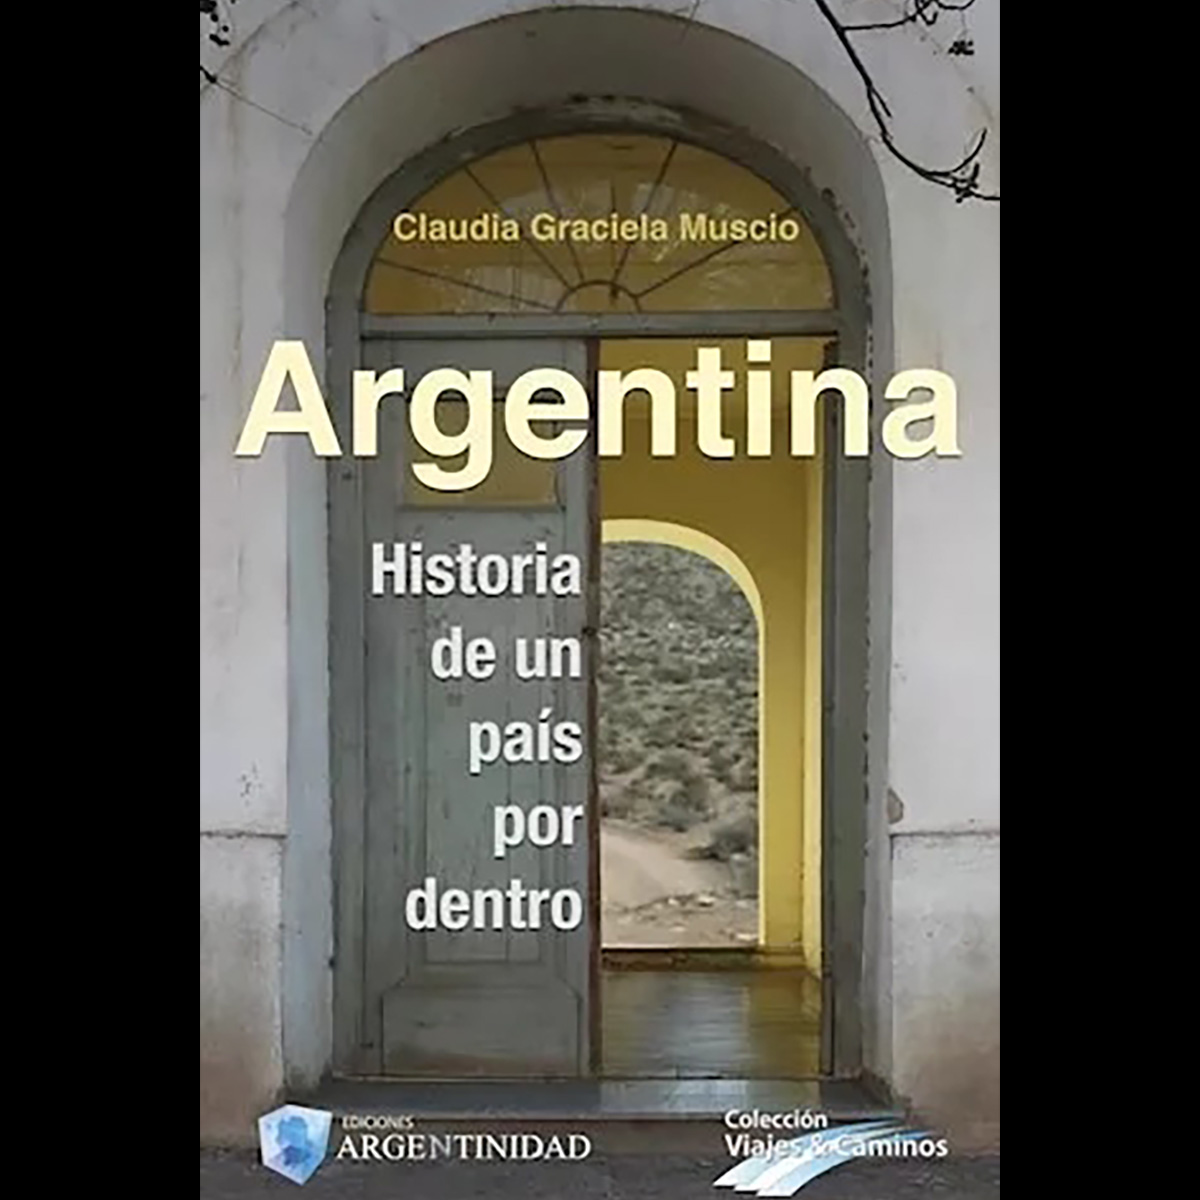 Claudia Graciela Muscio
Argentina
Historia
de un
país
por
dentro
EDICIONES
ARGENTINIDAD
Colección
Viajes & Caminos